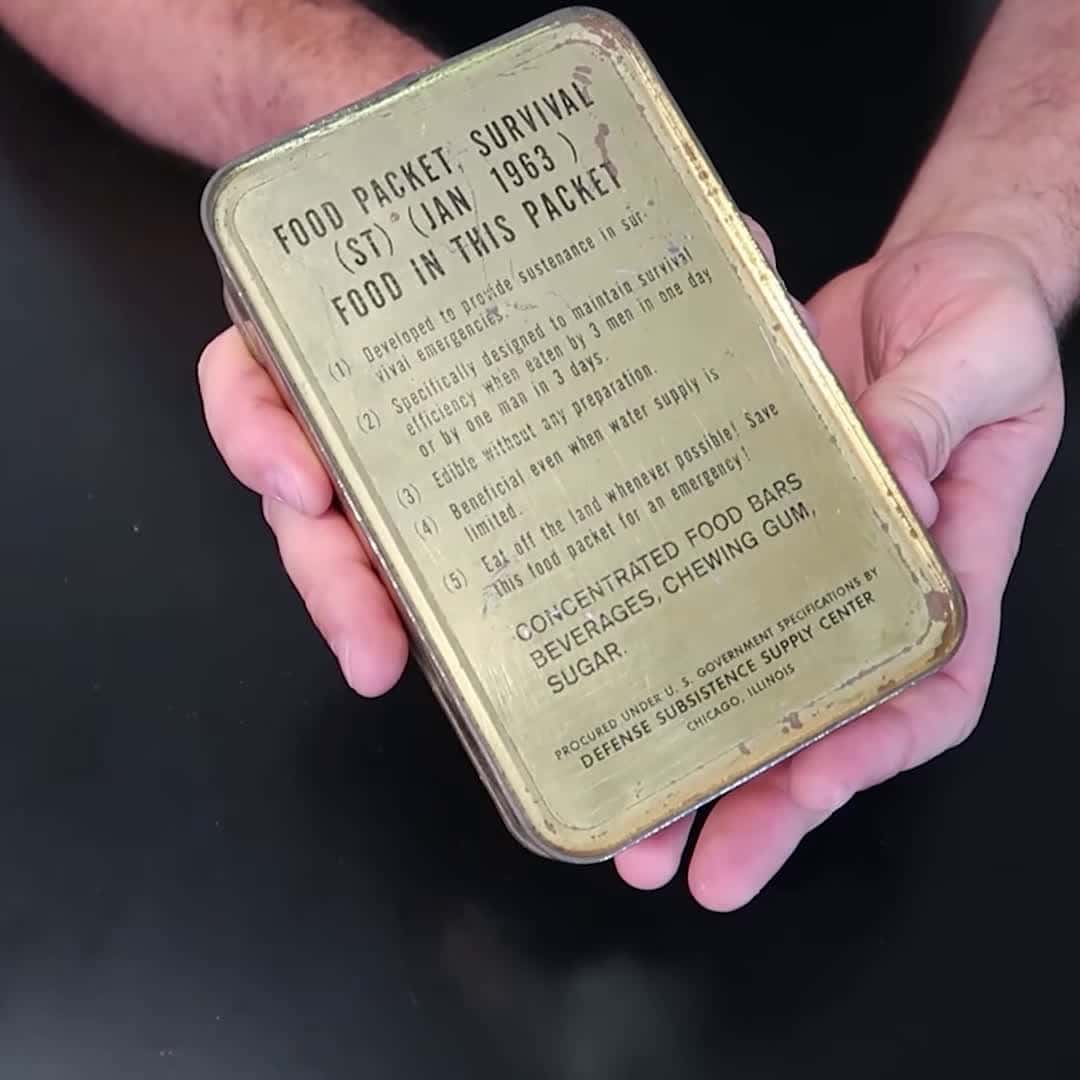 FOOD PACKET, SURVIVAL
(ST) (JAN 1963)
FOOD IN THIS PACKET
(1) Developed to provide sustenance in sur-
vival emergencies.
(2) Specifically designed to maintain survival
efficiency when eaten by 3 men in one day
or by one man in 3 days.
(3) Edible without any preparation.
(4) Beneficial even when water supply is
limited.
(5) Eat off the land whenever possible! Save
this food packet for an emergency!
CONCENTRATED FOOD BARS
BEVERAGES, CHEWING GUM,
SUGAR.
PROCURED UNDER U. S. GOVERNMENT SPECIFICATIONS BY
DEFENSE SUBSISTENCE SUPPLY CENTER
CHICAGO, ILLINOIS